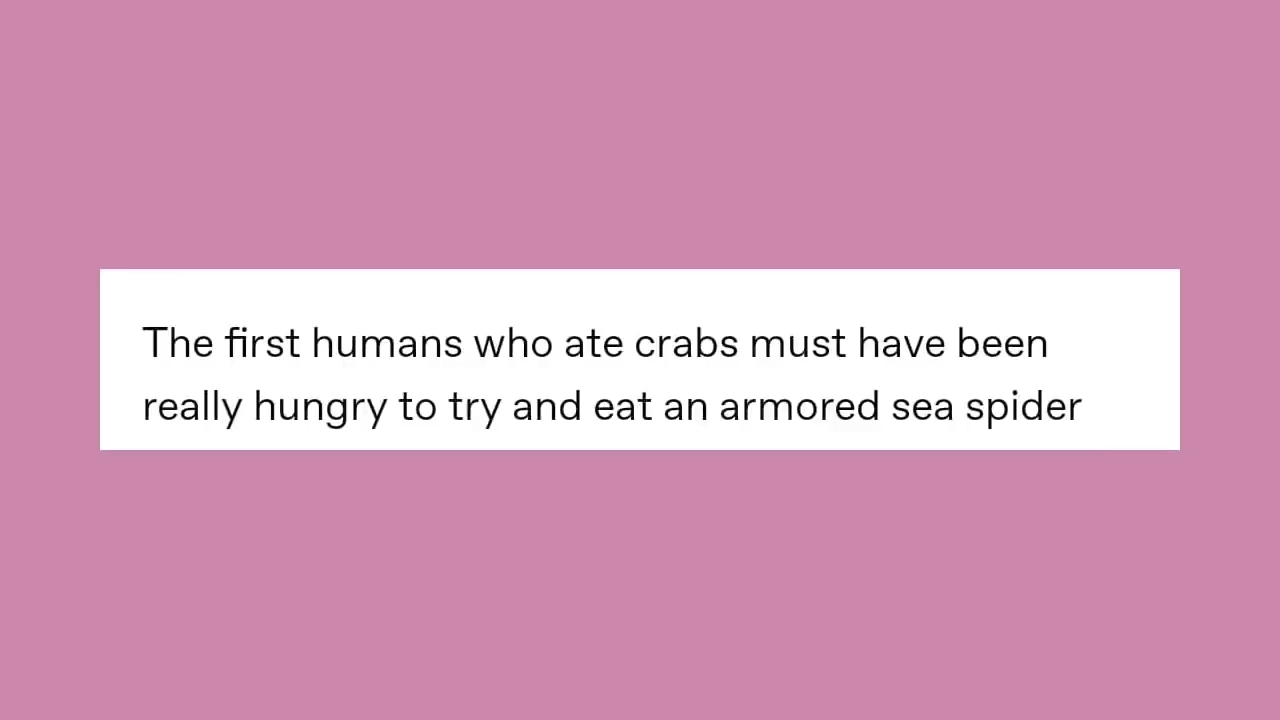 The first humans who ate crabs must have been
really hungry to try and eat an armored sea spider